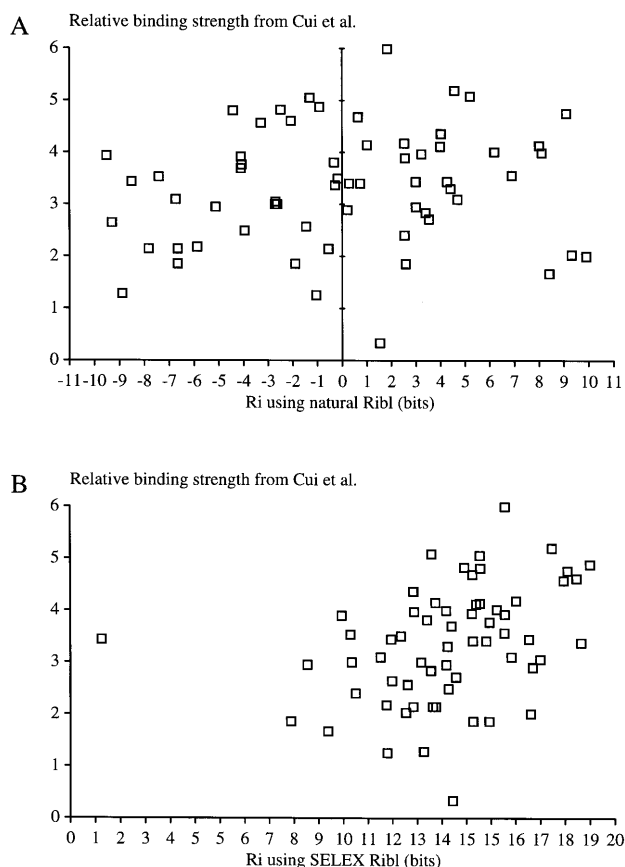 A
Relative binding strength from Cui et al.
6
5
4
3
2
1
0
-11 -10 -9 -8 -7 -6 -5 -4 -3 -2 -1 0 1 2 3 4 5 6 7 8 9 10 11
Ri using natural Ribl (bits)
B
Relative binding strength from Cui et al.
6
5
4
3
2
1
0
0 1 2 3 4 5 6 7 8 9 10 11 12 13 14 15 16 17 18 19 20
Ri using SELEX Ribl (bits)